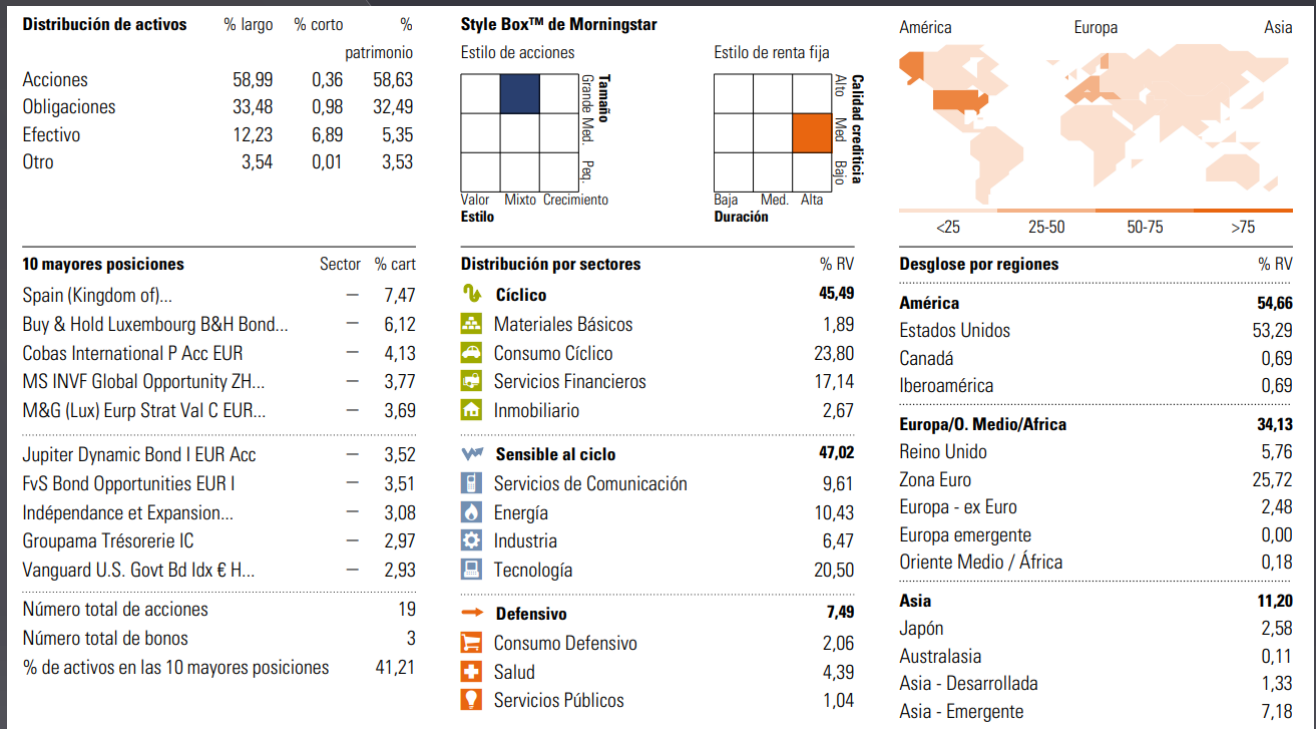 Distribución de activos % largo % corto %
patrimonio
Acciones 58,99 0,36 58,63
Obligaciones 33,48 0,98 32,49
Efectivo 12,23 6,89 5,35
Otro 3,54 0,01 3,53
Style Box™ de Morningstar
Estilo de acciones
Tamaño
Grande Med. Peq.
Valor Mixto Crecimiento
Estilo
Estilo de renta fija
Calidad crediticia
Alto Med Bajo
Baja Med. Alta
Duración
América Europa Asia
<25 25-50 50-75 >75
10 mayores posiciones Sector % cart
Spain (Kingdom of)... — 7,47
Buy & Hold Luxembourg B&H Bond... — 6,12
Cobas International P Acc EUR — 4,13
MS INVF Global Opportunity ZH... — 3,77
M&G (Lux) Eurp Strat Val C EUR... — 3,69
Jupiter Dynamic Bond I EUR Acc — 3,52
FvS Bond Opportunities EUR I — 3,51
Indépendance et Expansion... — 3,08
Groupama Trésorerie IC — 2,97
Vanguard U.S. Govt Bd Idx € H... — 2,93
Número total de acciones 19
Número total de bonos 3
% de activos en las 10 mayores posiciones 41,21
Distribución por sectores % RV
Cíclico 45,49
Materiales Básicos 1,89
Consumo Cíclico 23,80
Servicios Financieros 17,14
Inmobiliario 2,67
Sensible al ciclo 47,02
Servicios de Comunicación 9,61
Energía 10,43
Industria 6,47
Tecnología 20,50
Defensivo 7,49
Consumo Defensivo 2,06
Salud 4,39
Servicios Públicos 1,04
Desglose por regiones % RV
América 54,66
Estados Unidos 53,29
Canadá 0,69
Iberoamérica 0,69
Europa/O. Medio/Africa 34,13
Reino Unido 5,76
Zona Euro 25,72
Europa - ex Euro 2,48
Europa emergente 0,00
Oriente Medio / África 0,18
Asia 11,20
Japón 2,58
Australasia 0,11
Asia - Desarrollada 1,33
Asia - Emergente 7,18